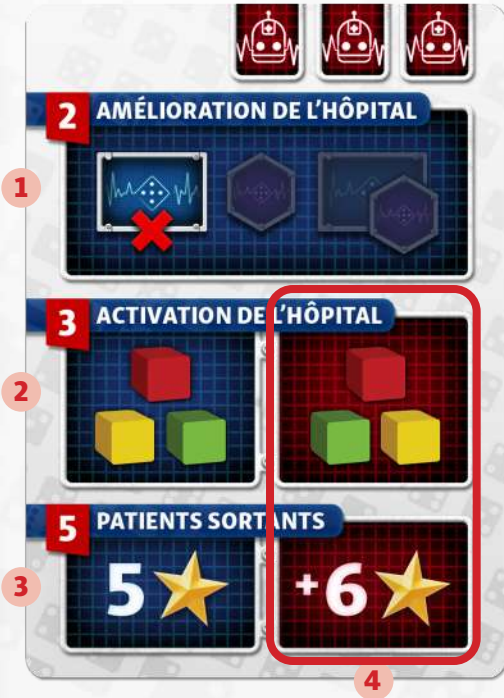 2 AMÉLIORATION DE L'HÔPITAL
1
3 ACTIVATION DE L'HÔPITAL
2
5 PATIENTS SORTANTS
5 +6
3
4